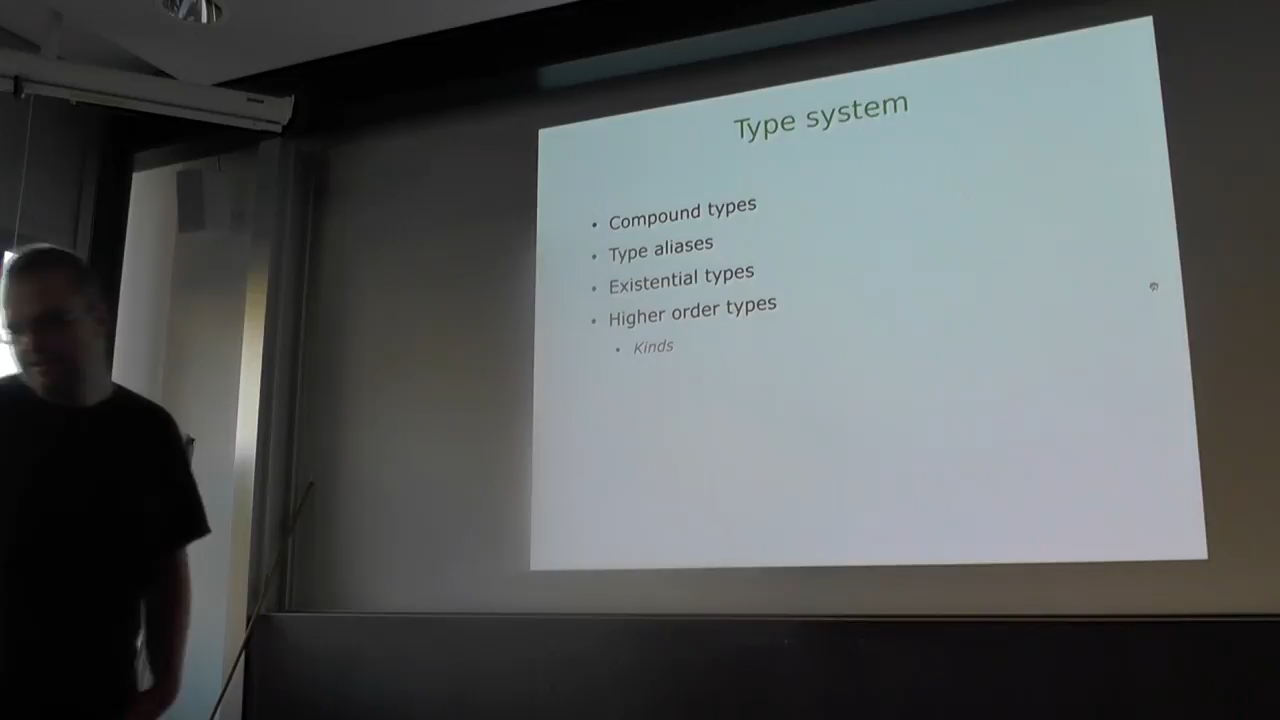 Type system
• Compound types
• Type aliases
• Existential types
• Higher order types
• Kinds